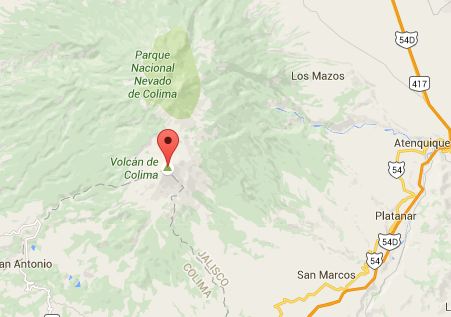 54D
Parque
Nacional
Nevado
de Colima
Los Mazos
417
Atenquique
Volcán de
Colima
54
Platanar
54D
JALISCO
COLIMA
an Antonio
54
San Marcos
L